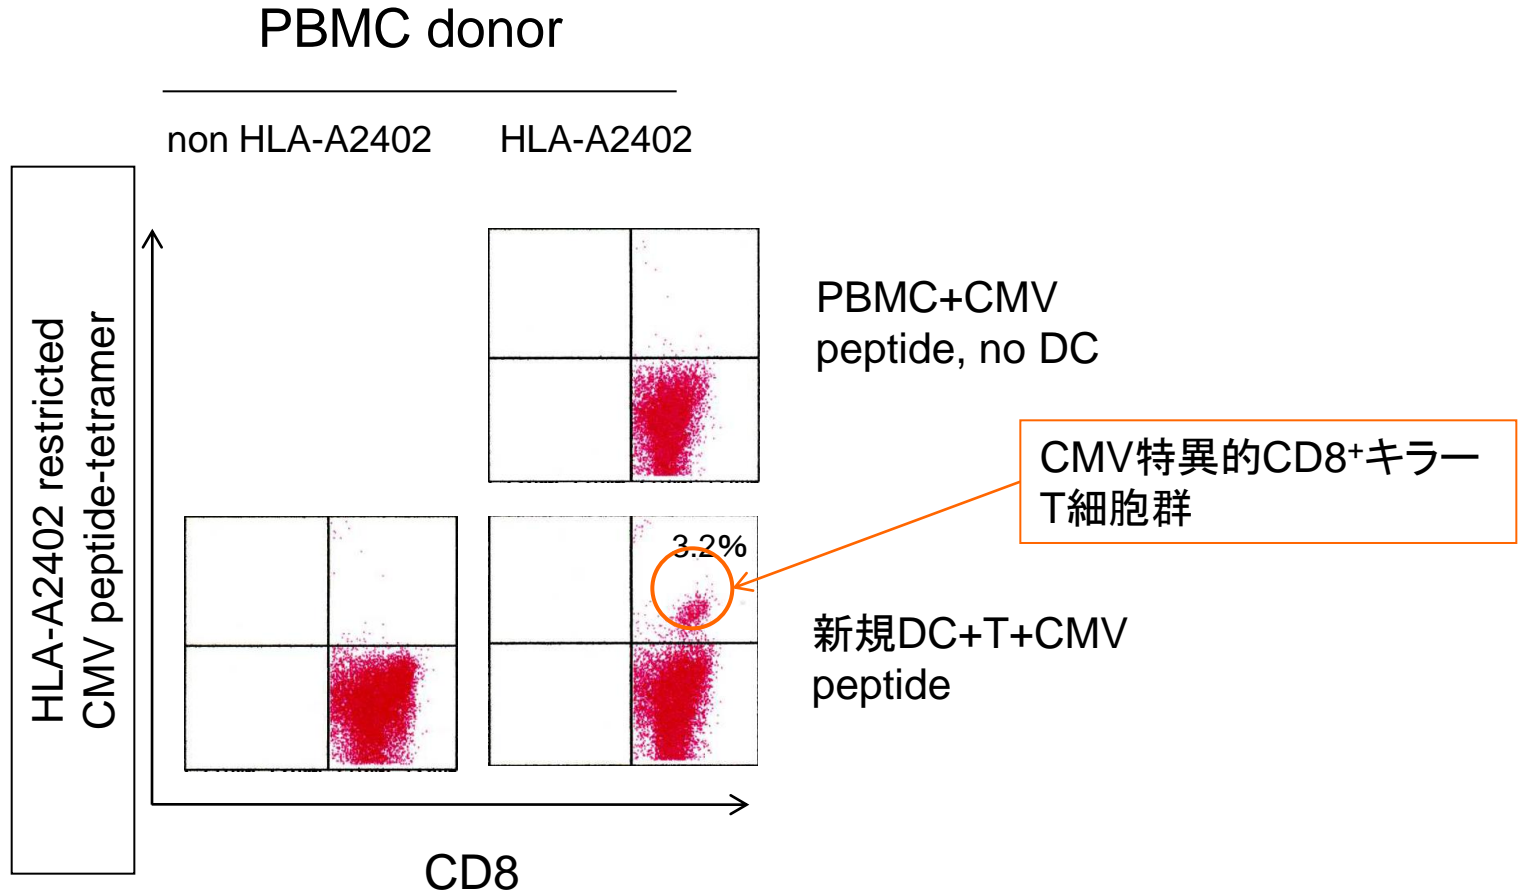 PBMC donor
non HLA-A2402
HLA-A2402
HLA-A2402 restricted
CMV peptide-tetramer
PBMC+CMV
peptide, no DC
CMV特異的CD8⁺キラー
T細胞群
3.2%
新規DC+T+CMV
peptide
CD8